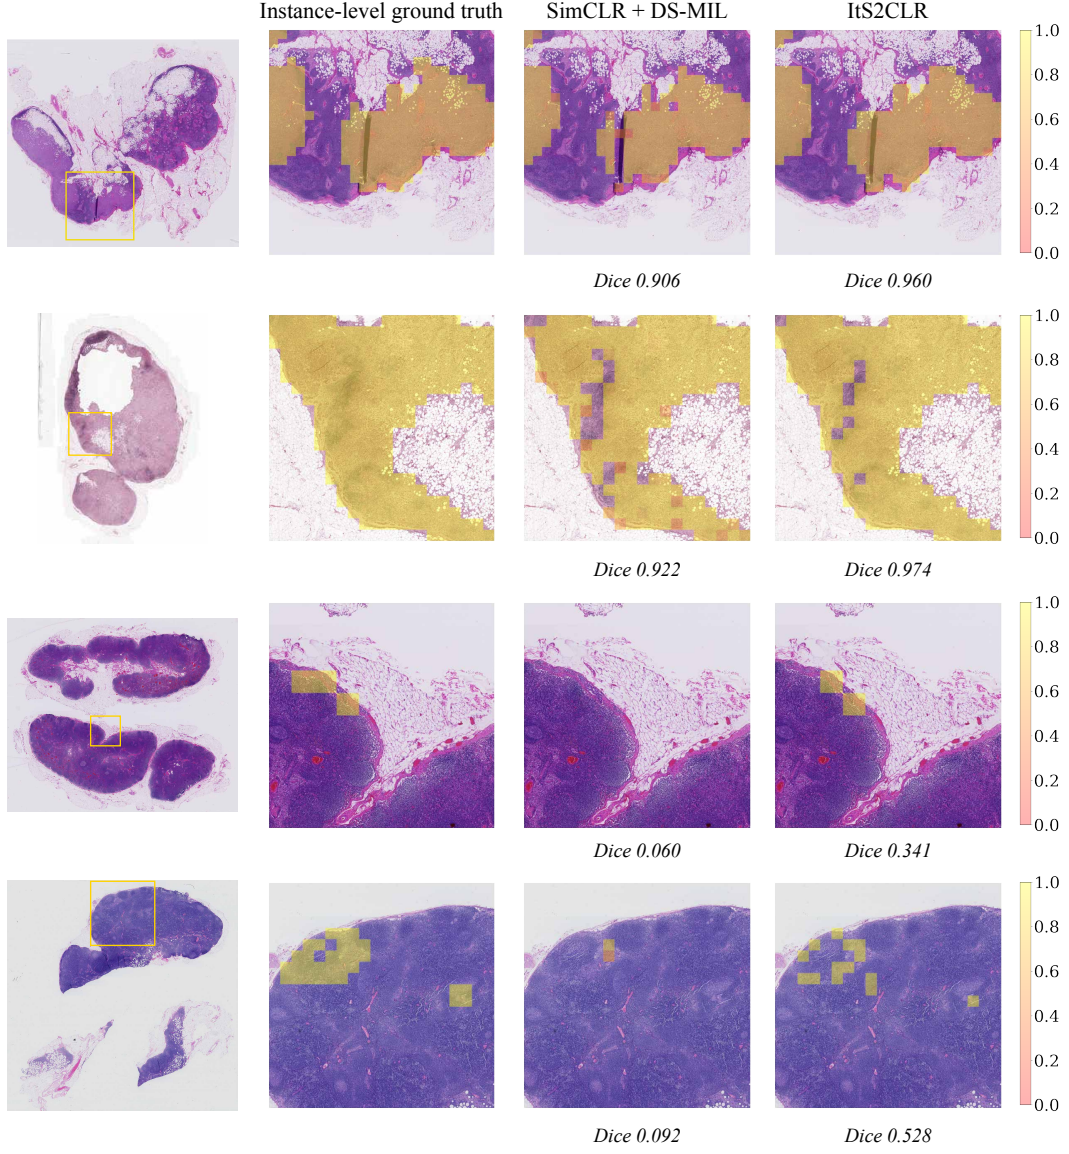 Instance-level ground truth
SimCLR + DS-MIL
ItS2CLR
1.0
0.8
0.6
0.4
0.2
0.0
Dice 0.906
Dice 0.960
1.0
0.8
0.6
0.4
0.2
0.0
Dice 0.922
Dice 0.974
1.0
0.8
0.6
0.4
0.2
0.0
Dice 0.060
Dice 0.341
1.0
0.8
0.6
0.4
0.2
0.0
Dice 0.092
Dice 0.528